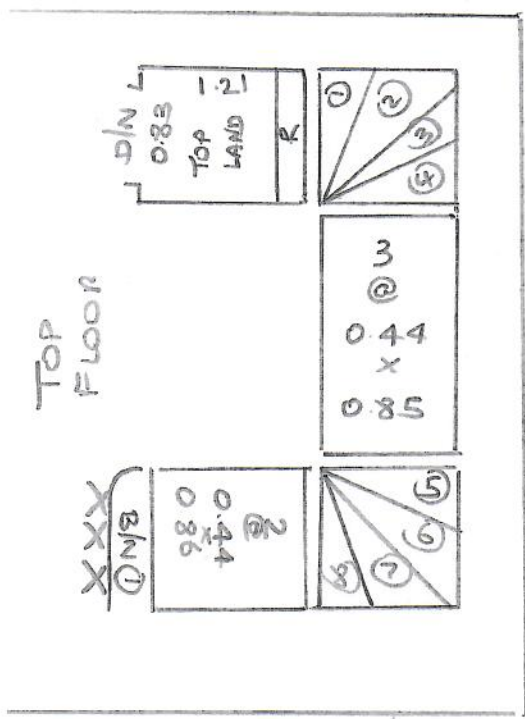 TOP
FLOOR
D/N
0.83
1.21
TOP
LAND
R
①
②
③
④
3
@
0.44
X
0.85
⑤
⑥
⑦
⑧
2
@
0.44
X
0.86
B/N ①
XXX